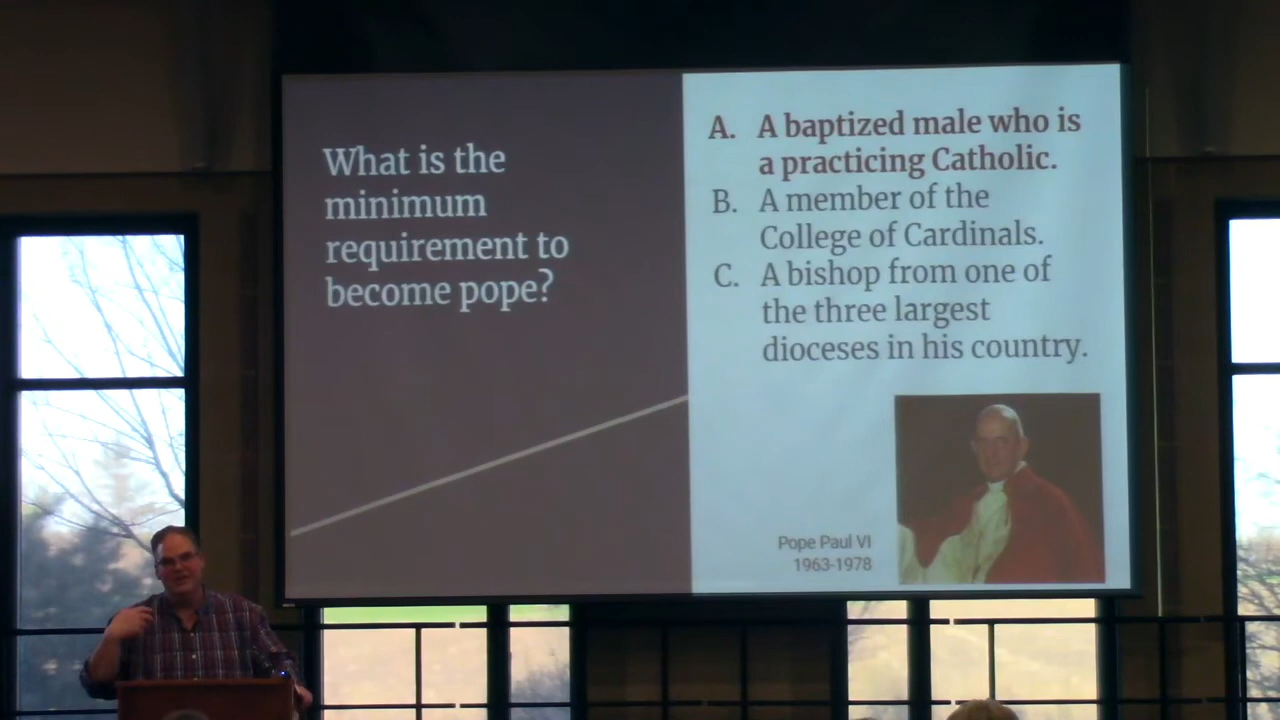 What is the
minimum
requirement to
become pope?
A. A baptized male who is
a practicing Catholic.
B. A member of the
College of Cardinals.
C. A bishop from one of
the three largest
dioceses in his country.
Pope Paul VI
1963-1978